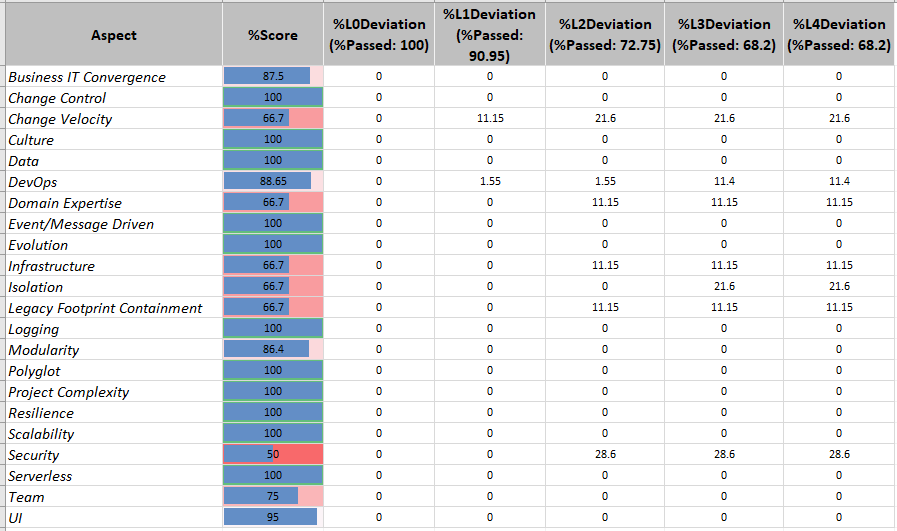 Aspect %Score %L0Deviation (%Passed: 100) %L1Deviation (%Passed: 90.95) %L2Deviation (%Passed: 72.75) %L3Deviation (%Passed: 68.2) %L4Deviation (%Passed: 68.2)
Business IT Convergence 87.5 0 0 0 0 0
Change Control 100 0 0 0 0 0
Change Velocity 66.7 0 11.15 21.6 21.6 21.6
Culture 100 0 0 0 0 0
Data 100 0 0 0 0 0
DevOps 88.65 0 1.55 1.55 11.4 11.4
Domain Expertise 66.7 0 0 11.15 11.15 11.15
Event/Message Driven 100 0 0 0 0 0
Evolution 100 0 0 0 0 0
Infrastructure 66.7 0 0 11.15 11.15 11.15
Isolation 66.7 0 0 0 21.6 21.6
Legacy Footprint Containment 66.7 0 0 11.15 11.15 11.15
Logging 100 0 0 0 0 0
Modularity 86.4 0 0 0 0 0
Polyglot 100 0 0 0 0 0
Project Complexity 100 0 0 0 0 0
Resilience 100 0 0 0 0 0
Scalability 100 0 0 0 0 0
Security 50 0 0 28.6 28.6 28.6
Serverless 100 0 0 0 0 0
Team 75 0 0 0 0 0
UI 95 0 0 0 0 0